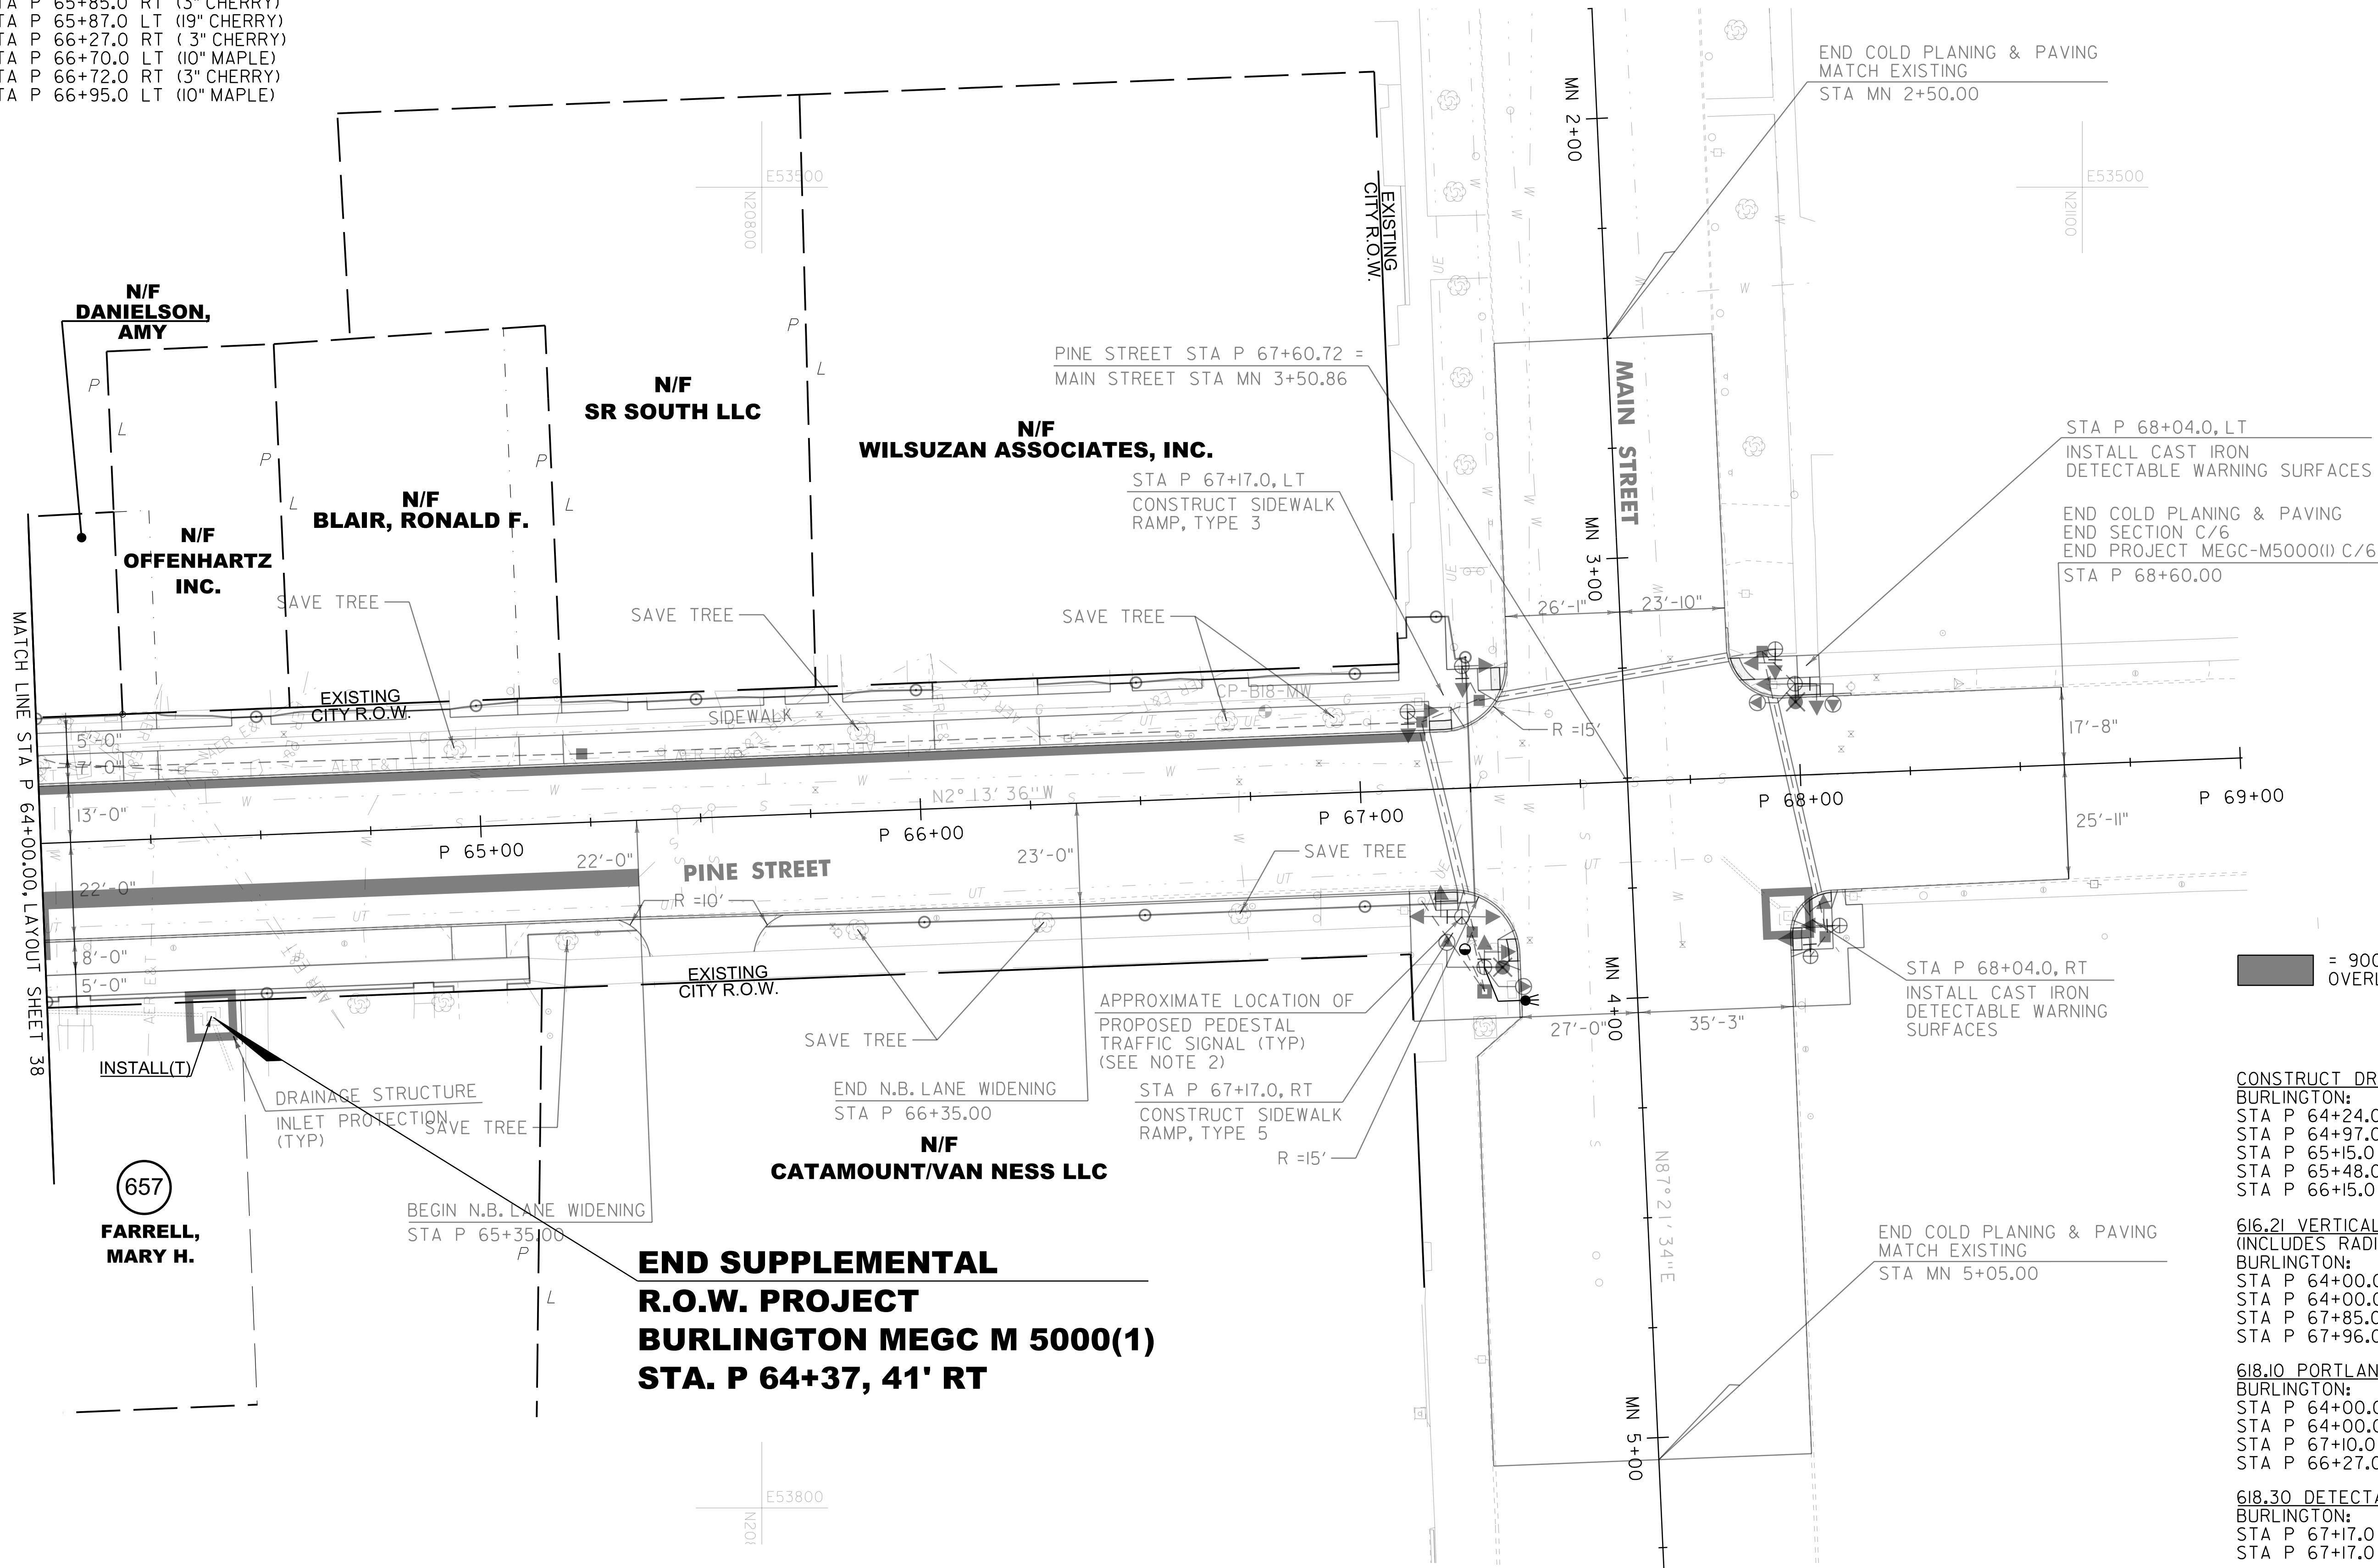 STA P 65+85.0 RT (3" CHERRY)
TA P 65+87.0 LT (19" CHERRY)
TA P 66+27.0 RT ( 3" CHERRY)
TA P 66+70.0 LT (10" MAPLE)
TA P 66+72.0 RT (3" CHERRY)
TA P 66+95.0 LT (10" MAPLE)
END COLD PLANING & PAVING
MATCH EXISTING
STA MN 2+50.00
MN 2+00
E53500
N20800
E53500
N21100
EXISTING
CITY R.O.W.
N/F
DANIELSON,
AMY
PINE STREET STA P 67+60.72 =
MAIN STREET STA MN 3+50.86
MAIN STREET
N/F
SR SOUTH LLC
N/F
WILSUZAN ASSOCIATES, INC.
STA P 67+17.0, LT
CONSTRUCT SIDEWALK
RAMP, TYPE 3
STA P 68+04.0, LT
INSTALL CAST IRON
DETECTABLE WARNING SURFACES
END COLD PLANING & PAVING
END SECTION C/6
END PROJECT MEGC-M5000(1) C/6
STA P 68+60.00
N/F
BLAIR, RONALD F.
N/F
OFFENHARTZ
INC.
P
L
P
L
P
L
P
L
MN 3+00
SAVE TREE
SAVE TREE
SAVE TREE
26'-1"
23'-10"
MATCH LINE STA P 64+00.00, LAYOUT SHEET 38
EXISTING
CITY R.O.W.
SIDEWALK
CP-B18-MW
R =15'
17'-8"
5'-0"
7'-0"
AER E&T
13'-0"
N2° 13' 36"W
P 65+00
P 66+00
P 67+00
P 68+00
P 69+00
25'-11"
22'-0"
22'-0"
23'-0"
PINE STREET
SAVE TREE
R =10'
8'-0"
5'-0"
AER E&T
AER E&T
EXISTING
CITY R.O.W.
INSTALL(T)
DRAINAGE STRUCTURE
INLET PROTECTION
(TYP)
SAVE TREE
SAVE TREE
APPROXIMATE LOCATION OF
PROPOSED PEDESTAL
TRAFFIC SIGNAL (TYP)
(SEE NOTE 2)
27'-0"
MN 4+00
35'-3"
STA P 68+04.0, RT
INSTALL CAST IRON
DETECTABLE WARNING
SURFACES
= 900
OVERL
END N.B. LANE WIDENING
STA P 66+35.00
STA P 67+17.0, RT
CONSTRUCT SIDEWALK
RAMP, TYPE 5
R =15'
N/F
CATAMOUNT/VAN NESS LLC
657
FARRELL,
MARY H.
BEGIN N.B. LANE WIDENING
STA P 65+35.00
P
L
N87°21'34"E
END SUPPLEMENTAL
R.O.W. PROJECT
BURLINGTON MEGC M 5000(1)
STA. P 64+37, 41' RT
END COLD PLANING & PAVING
MATCH EXISTING
STA MN 5+05.00
MN 5+00
E53800
N208
CONSTRUCT DR
BURLINGTON:
STA P 64+24.0
STA P 64+97.0
STA P 65+15.0
STA P 65+48.0
STA P 66+15.0
616.21 VERTICAL
(INCLUDES RADI
BURLINGTON:
STA P 64+00.0
STA P 64+00.0
STA P 67+85.0
STA P 67+96.0
618.10 PORTLAN
BURLINGTON:
STA P 64+00.0
STA P 64+00.0
STA P 67+10.0
STA P 66+27.0
618.30 DETECTA
BURLINGTON:
STA P 67+17.0
STA P 67+17.0